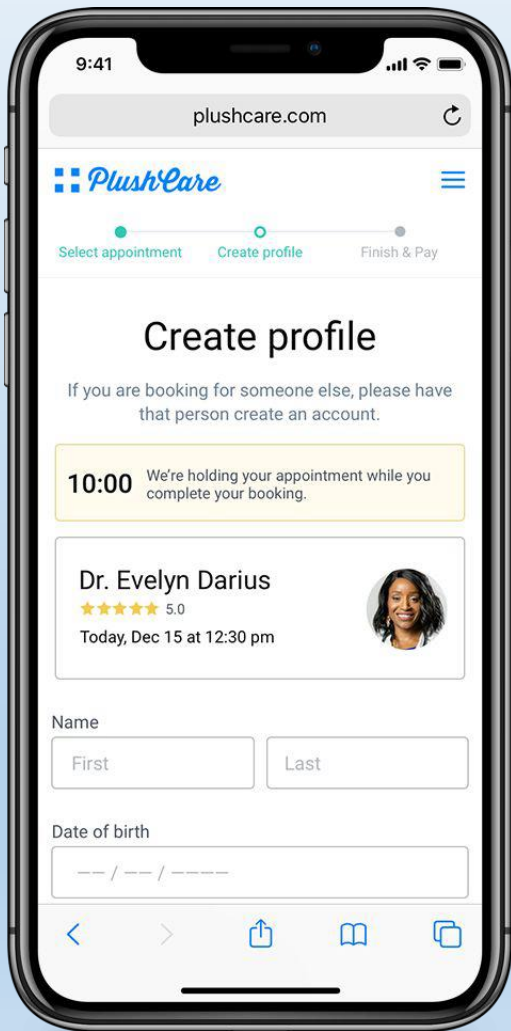 9:41
plushcare.com
PlushCare
Select appointment Create profile Finish & Pay
Create profile
If you are booking for someone else, please have
that person create an account.
10:00 We’re holding your appointment while you
complete your booking.
Dr. Evelyn Darius
5.0
Today, Dec 15 at 12:30 pm
Name
First Last
Date of birth
-- / -- / ----